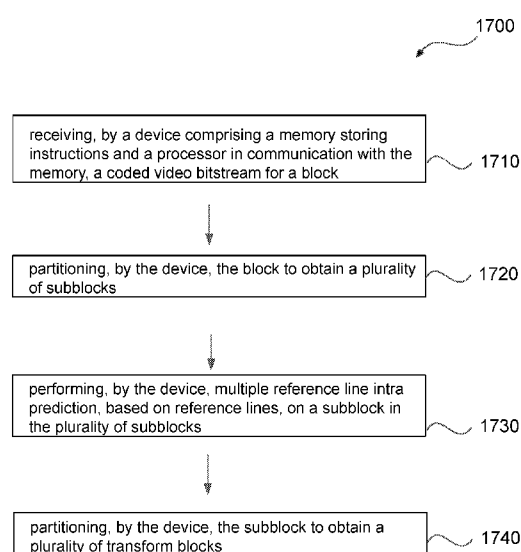 1700
receiving, by a device comprising a memory storing
instructions and a processor in communication with the
memory, a coded video bitstream for a block
1710
partitioning, by the device, the block to obtain a plurality
of subblocks
1720
performing, by the device, multiple reference line intra
prediction, based on reference lines, on a subblock in
the plurality of subblocks
1730
partitioning, by the device, the subblock to obtain a
plurality of transform blocks
1740